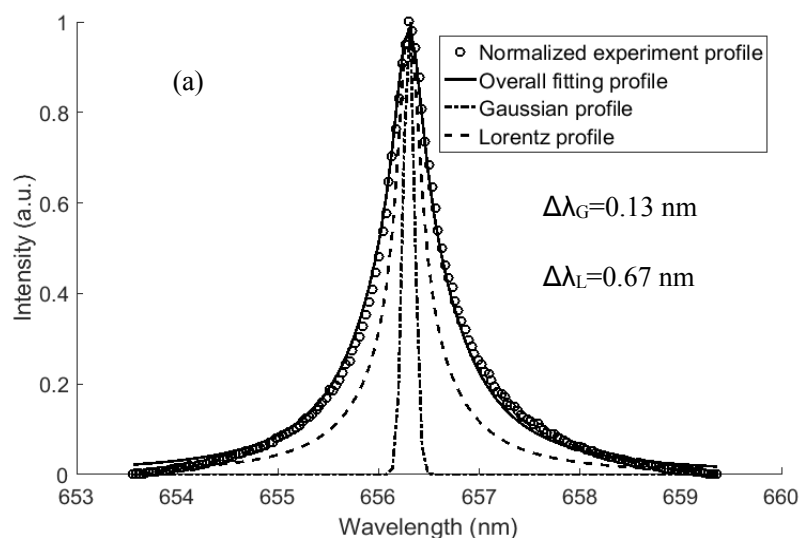 1
Normalized experiment profile
(a)
Overall fitting profile
Gaussian profile
0.8
Lorentz profile
Intensity (a.u.)
0.6
ΔλG=0.13 nm
0.4
ΔλL=0.67 nm
0.2
0
653 654 655 656 657 658 659 660
Wavelength (nm)